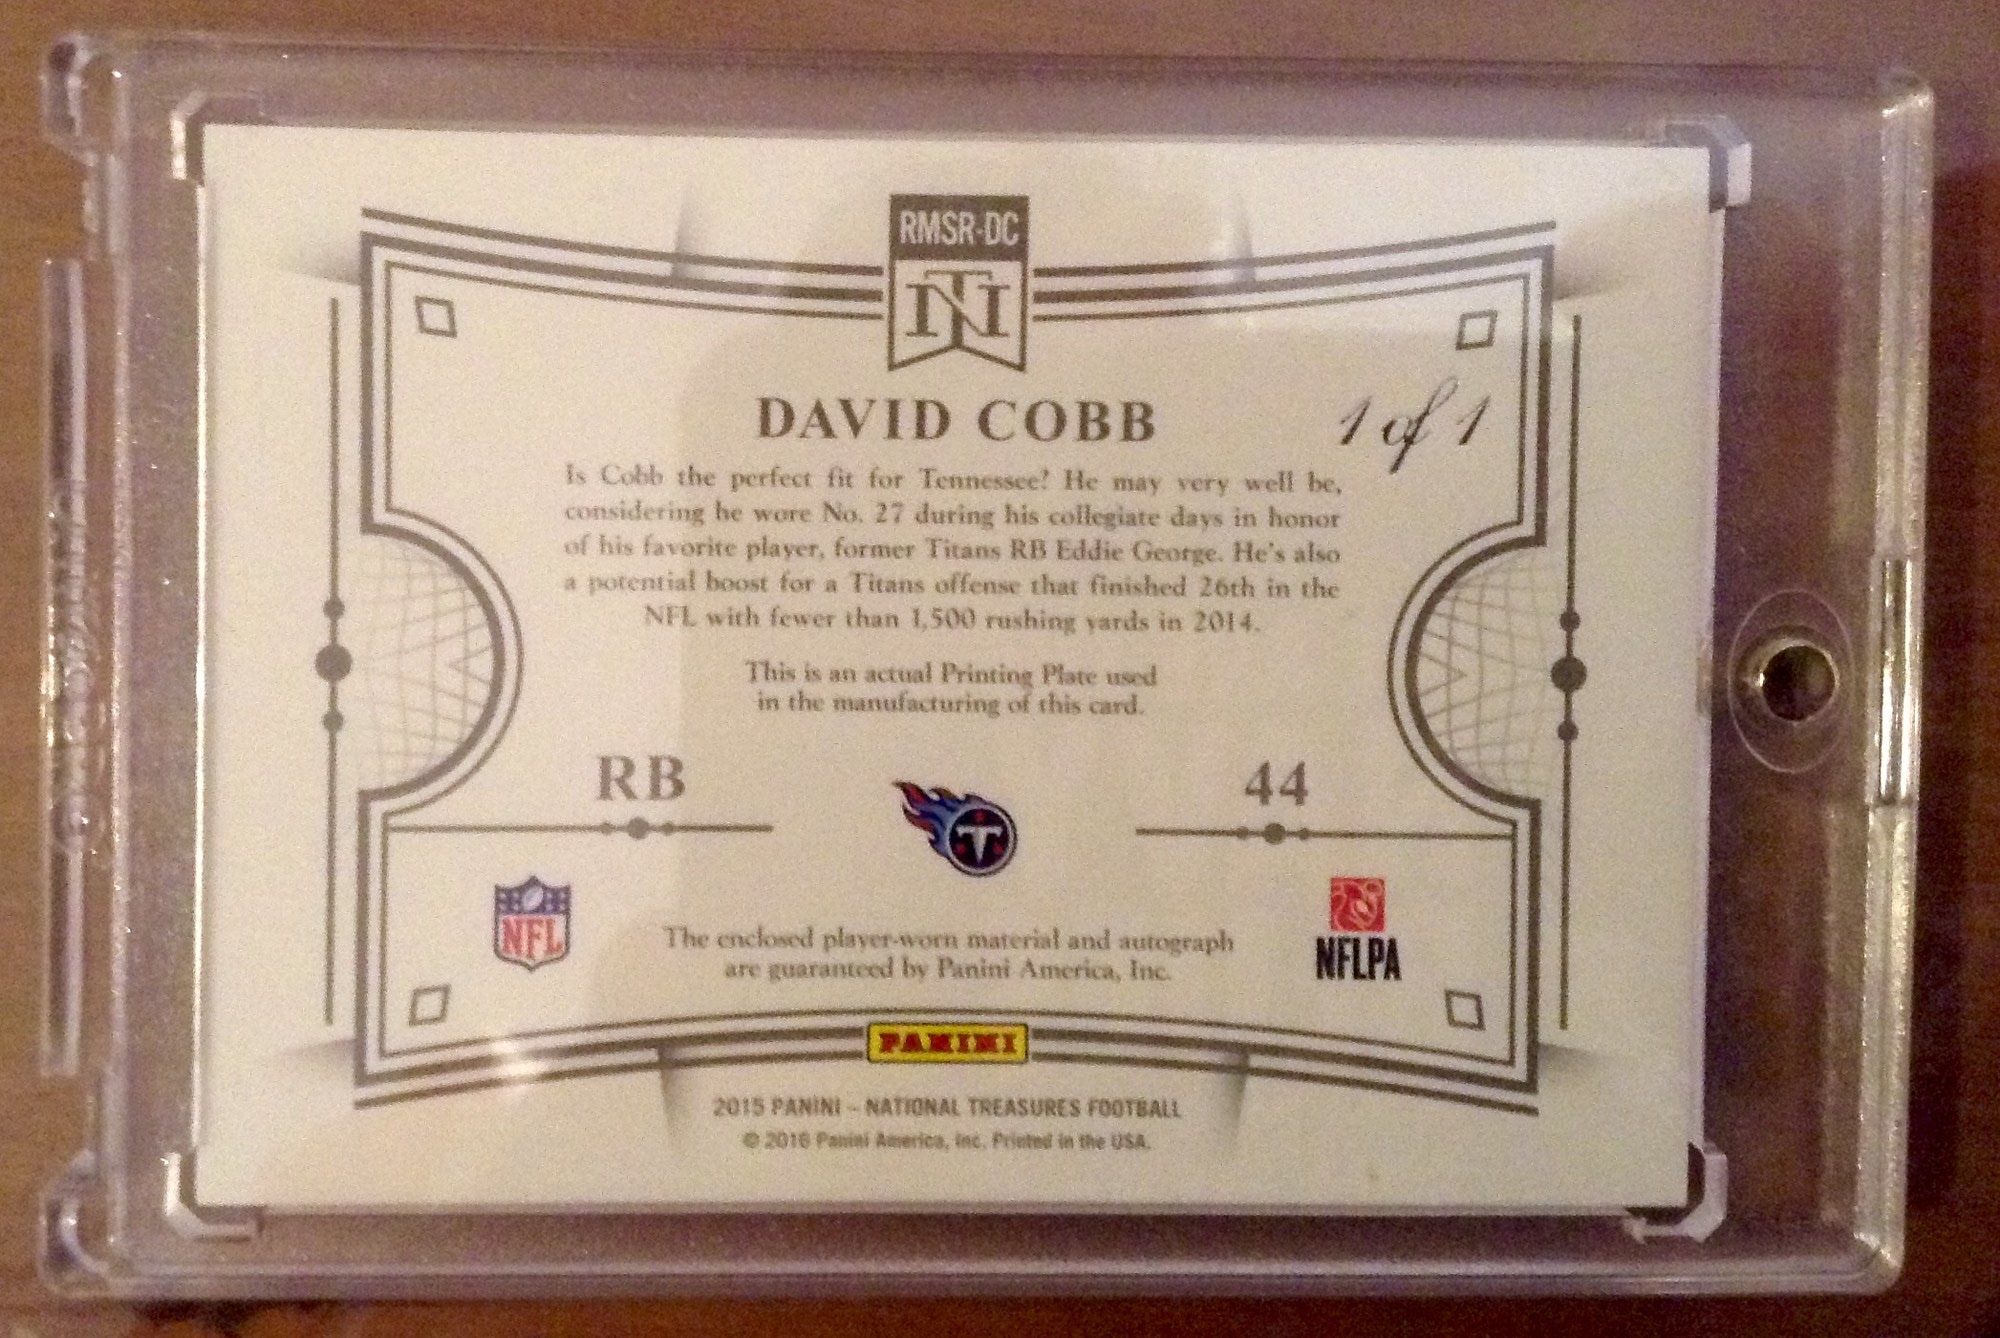 RMSR-DC
NT
DAVID COBB
1 of 1
Is Cobb the perfect fit for Tennessee? He may very well be,
considering he wore No. 27 during his collegiate days in honor
of his favorite player, former Titans RB Eddie George. He's also
a potential boost for a Titans offense that finished 26th in the
NFL with fewer than 1,500 rushing yards in 2014.
This is an actual Printing Plate used
in the manufacturing of this card.
RB
44
T
NFL
NFLPA
The enclosed player-worn material and autograph
are guaranteed by Panini America, Inc.
PANINI
2015 PANINI – NATIONAL TREASURES FOOTBALL
© 2016 Panini America, Inc. Printed in the USA.